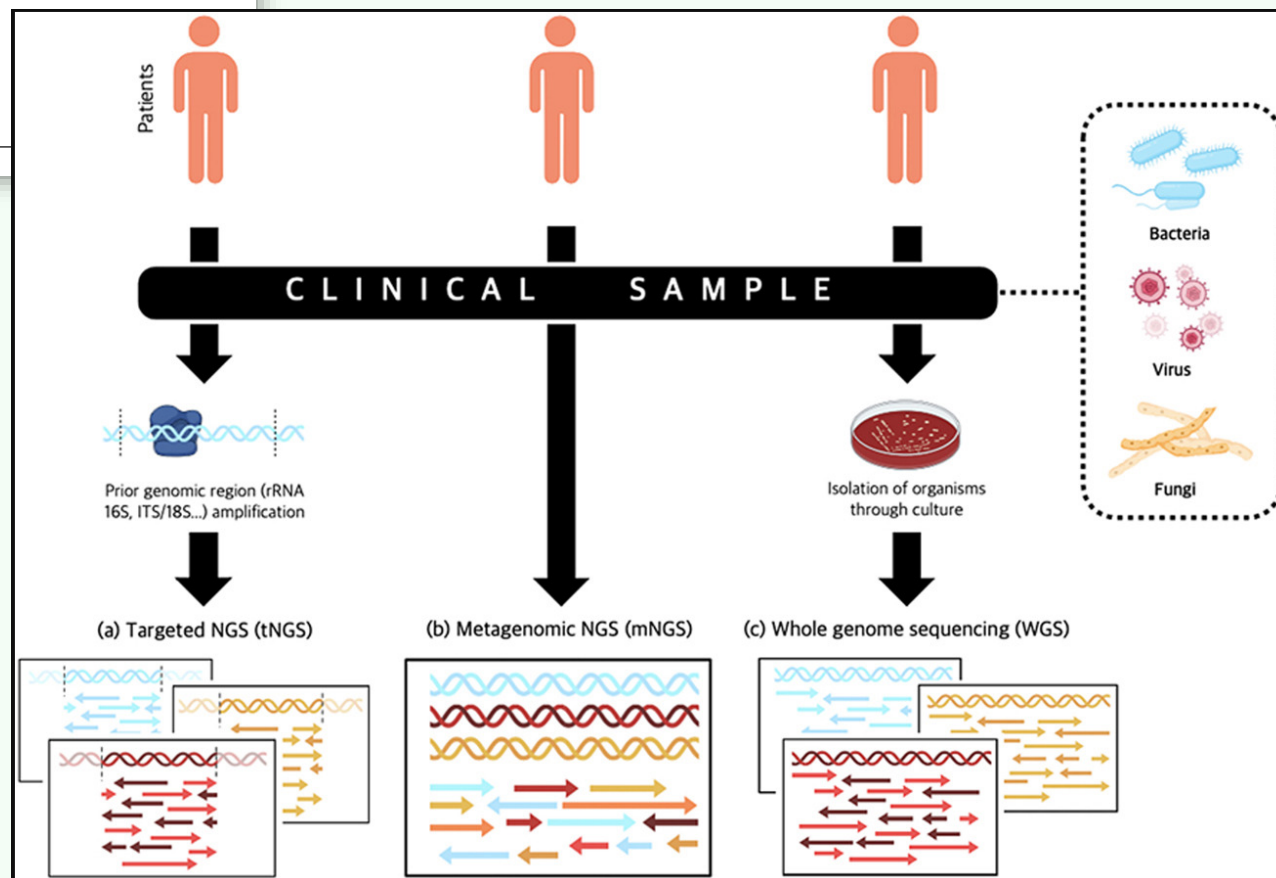 Patients
CLINICAL SAMPLE
Bacteria
Virus
Fungi
Prior genomic region (rRNA
16S, ITS/18S...) amplification
Isolation of organisms
through culture
(a) Targeted NGS (tNGS)
(b) Metagenomic NGS (mNGS)
(c) Whole genome sequencing (WGS)